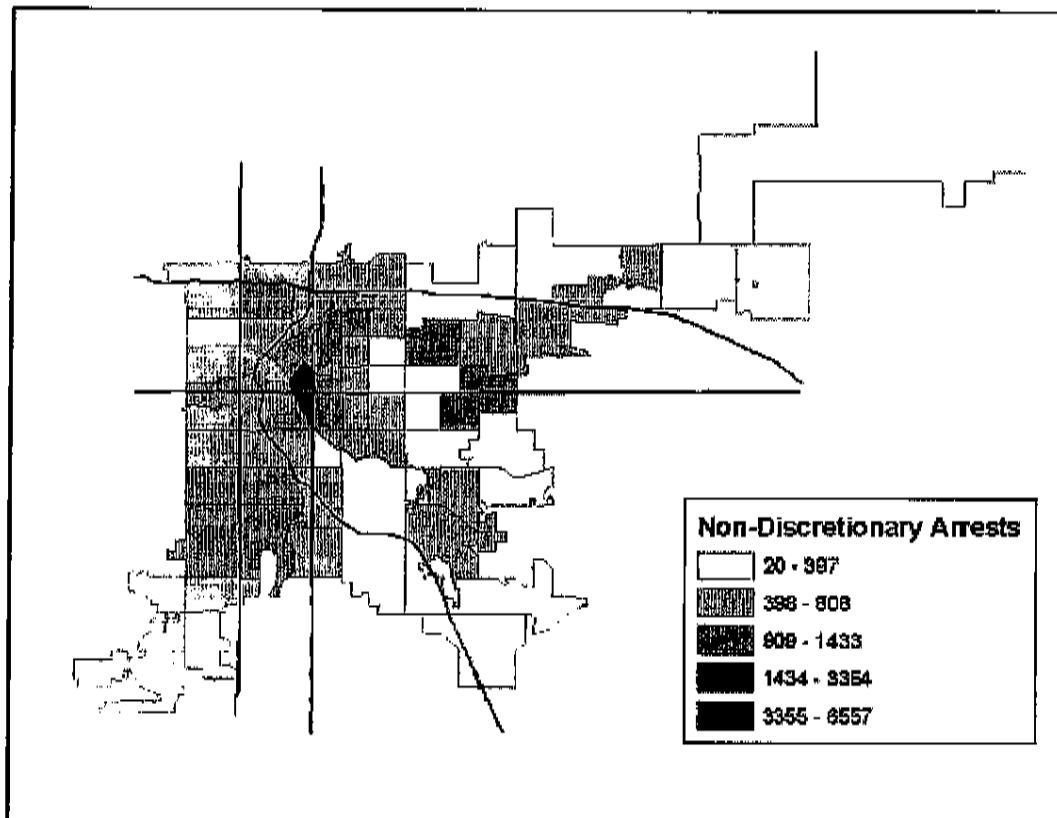 Non-Discretionary Arrests
20 - 397
398 - 808
809 - 1433
1434 - 3354
3355 - 6557